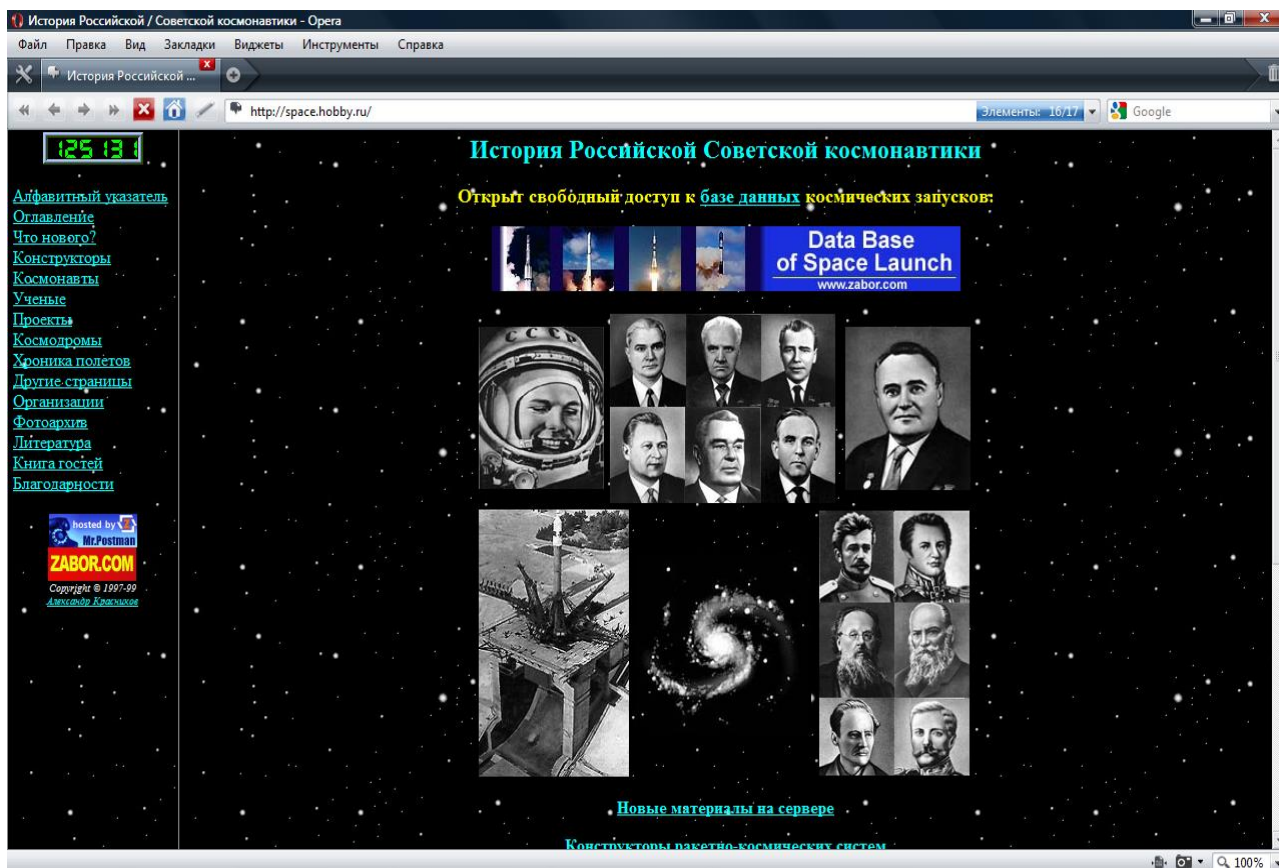 История Российской / Советской космонавтики - Opera
Файл Правка Вид Закладки Виджеты Инструменты Справка
История Российской ...
http://space.hobby.ru/
Элементы: 16/17
Google
125131
Алфавитный указатель
Оглавление
Что нового?
Конструкторы
Космонавты
Ученые
Проекты
Космодромы
Хроника полетов
Другие страницы
Организации
Фотоархив
Литература
Книга гостей
Благодарности
hosted by Z
Mr.Postman
ZABOR.COM
Copyright © 1997-99
Александр Красников
История Российской Советской космонавтики
Открыт свободный доступ к базе данных космических запусков:
Data Base
of Space Launch
www.zabor.com
СССР
Новые материалы на сервере
Конструкторы ракетно-космических систем
100%